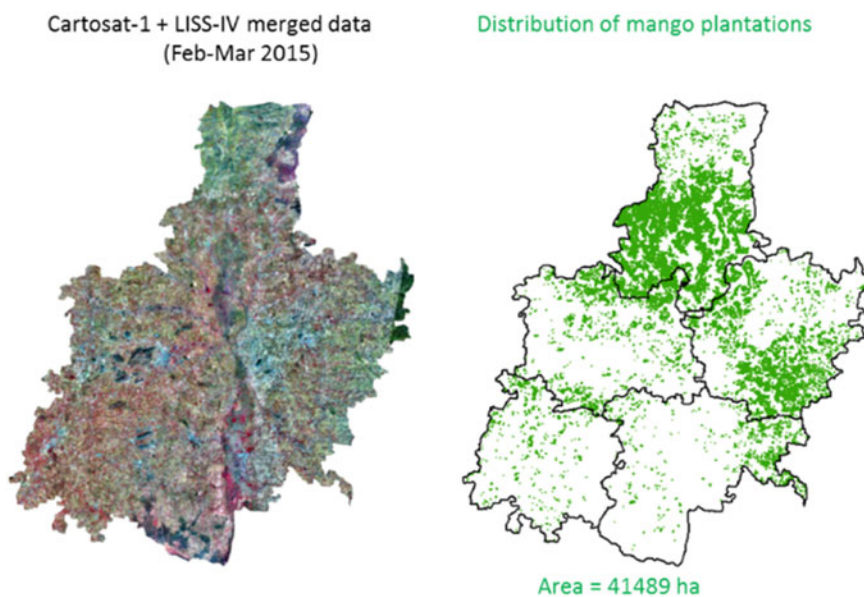 Cartosat-1 + LISS-IV merged data
(Feb-Mar 2015)
Distribution of mango plantations
Area = 41489 ha